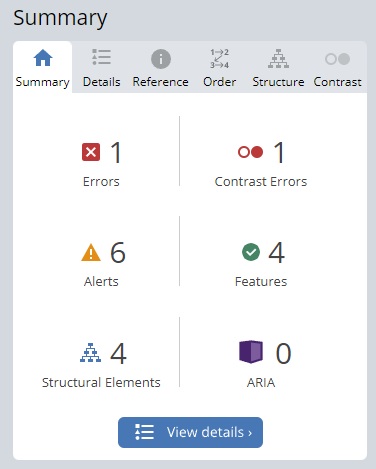 Summary
Summary Details Reference Order Structure Contrast
1 1
Errors Contrast Errors
6 4
Alerts Features
4 0
Structural Elements ARIA
View details ›